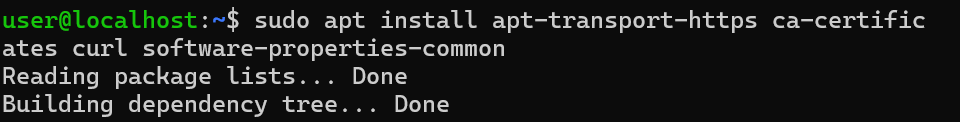 user@localhost:~$ sudo apt install apt-transport-https ca-certific
ates curl software-properties-common
Reading package lists... Done
Building dependency tree... Done